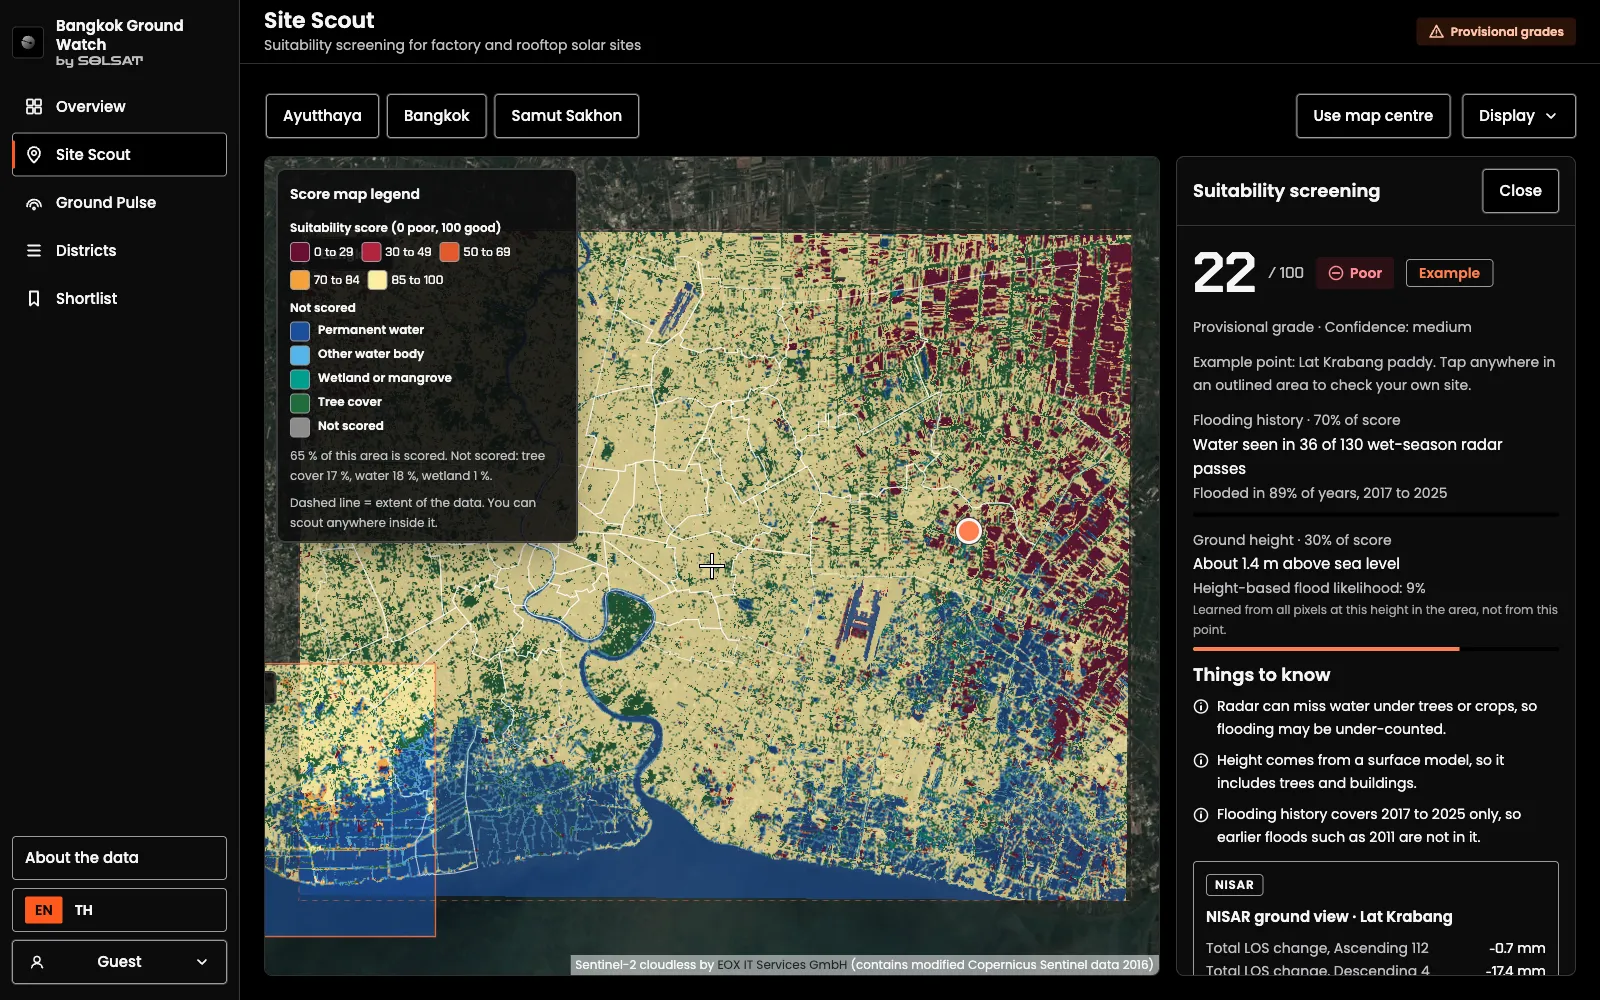 Bangkok Ground
Watch
by SOLSAT
Overview
Site Scout
Ground Pulse
Districts
Shortlist
About the data
EN TH
Guest
Site Scout
Suitability screening for factory and rooftop solar sites
Provisional grades
Ayutthaya
Bangkok
Samut Sakhon
Use map centre
Display
Score map legend
Suitability score (0 poor, 100 good)
0 to 29 30 to 49 50 to 69
70 to 84 85 to 100
Not scored
Permanent water
Other water body
Wetland or mangrove
Tree cover
Not scored
65 % of this area is scored. Not scored: tree
cover 17 %, water 18 %, wetland 1 %.
Dashed line = extent of the data. You can
scout anywhere inside it.
Sentinel-2 cloudless by EOX IT Services GmbH (contains modified Copernicus Sentinel data 2016)
Suitability screening
Close
22 / 100 Poor Example
Provisional grade · Confidence: medium
Example point: Lat Krabang paddy. Tap anywhere in
an outlined area to check your own site.
Flooding history · 70% of score
Water seen in 36 of 130 wet-season radar
passes
Flooded in 89% of years, 2017 to 2025
Ground height · 30% of score
About 1.4 m above sea level
Height-based flood likelihood: 9%
Learned from all pixels at this height in the area, not from this
point.
Things to know
Radar can miss water under trees or crops, so
flooding may be under-counted.
Height comes from a surface model, so it
includes trees and buildings.
Flooding history covers 2017 to 2025 only, so
earlier floods such as 2011 are not in it.
NISAR
NISAR ground view · Lat Krabang
Total LOS change, Ascending 112 -0.7 mm
Total LOS change, Descending 4 -17.4 mm